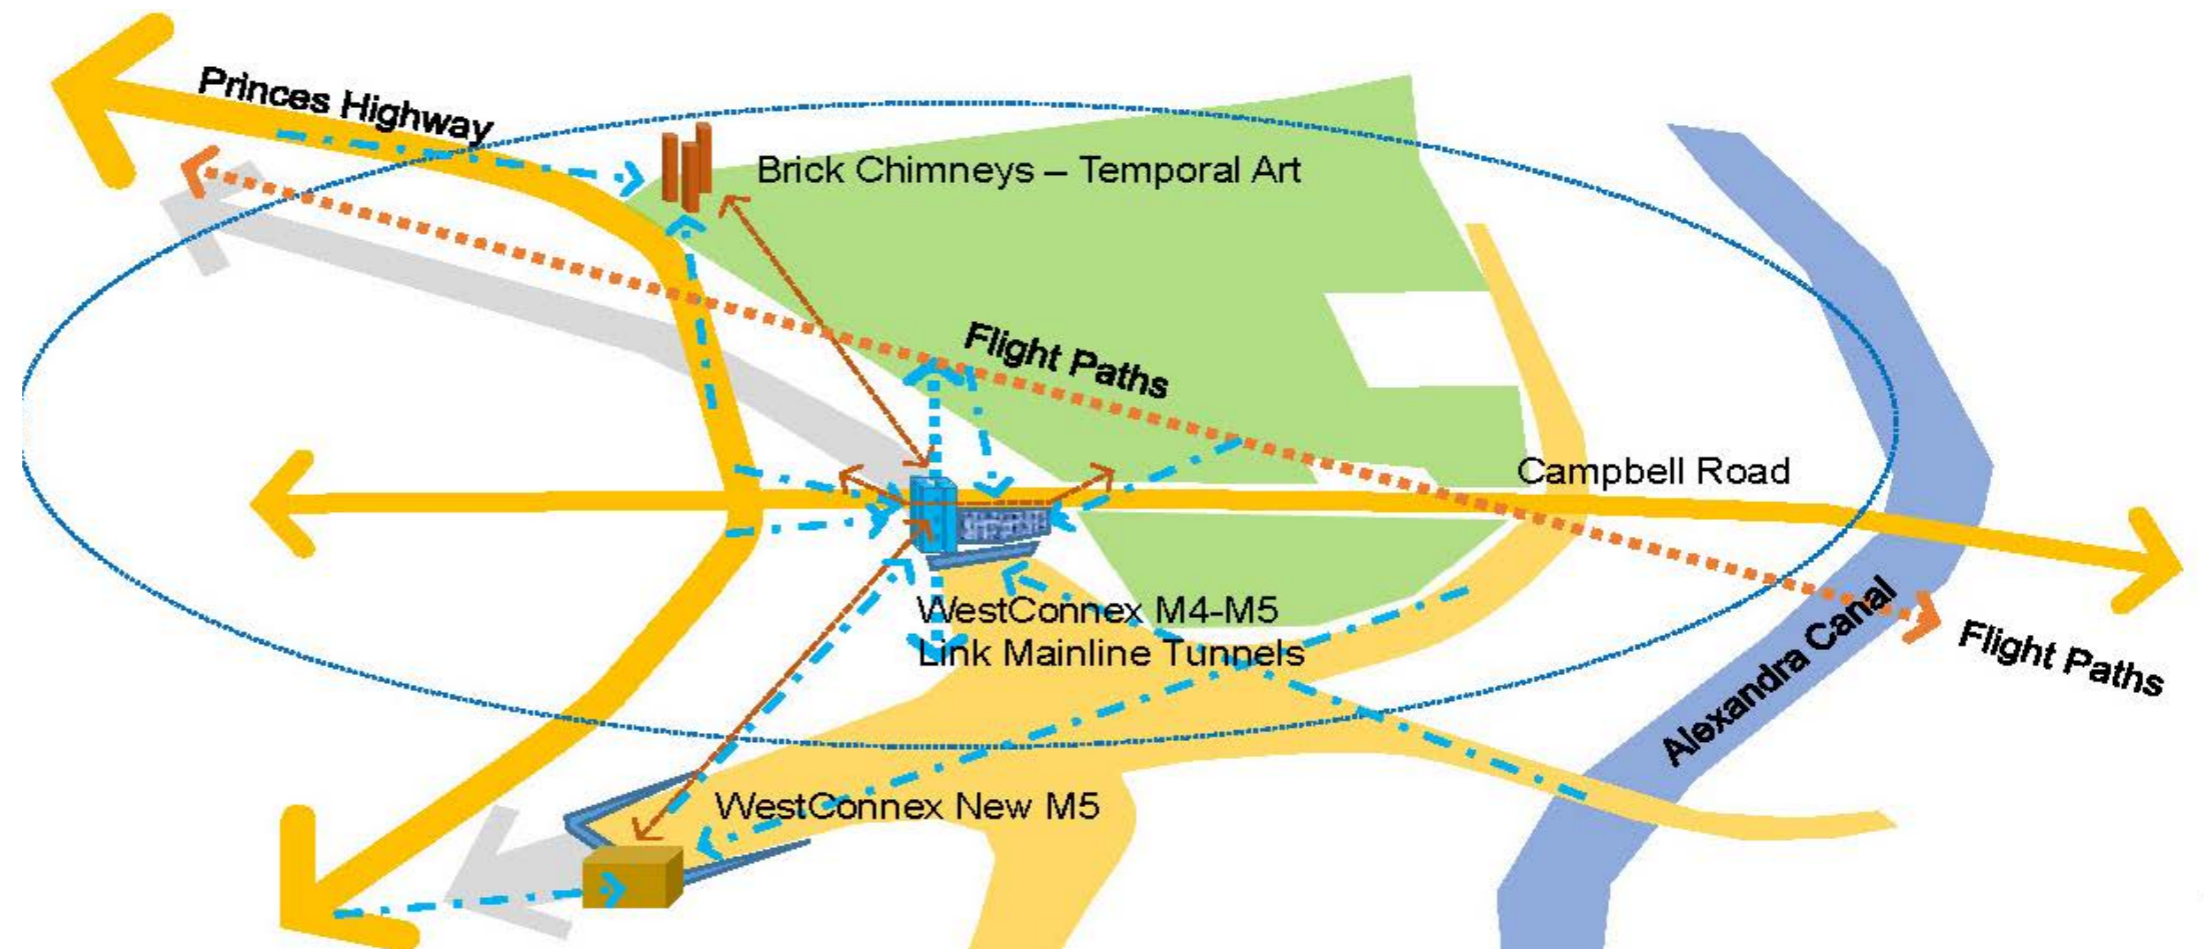 Princes Highway
Brick Chimneys – Temporal Art
Flight Paths
Campbell Road
WestConnex M4-M5
Link Mainline Tunnels
Flight Paths
Alexandra Canal
WestConnex New M5